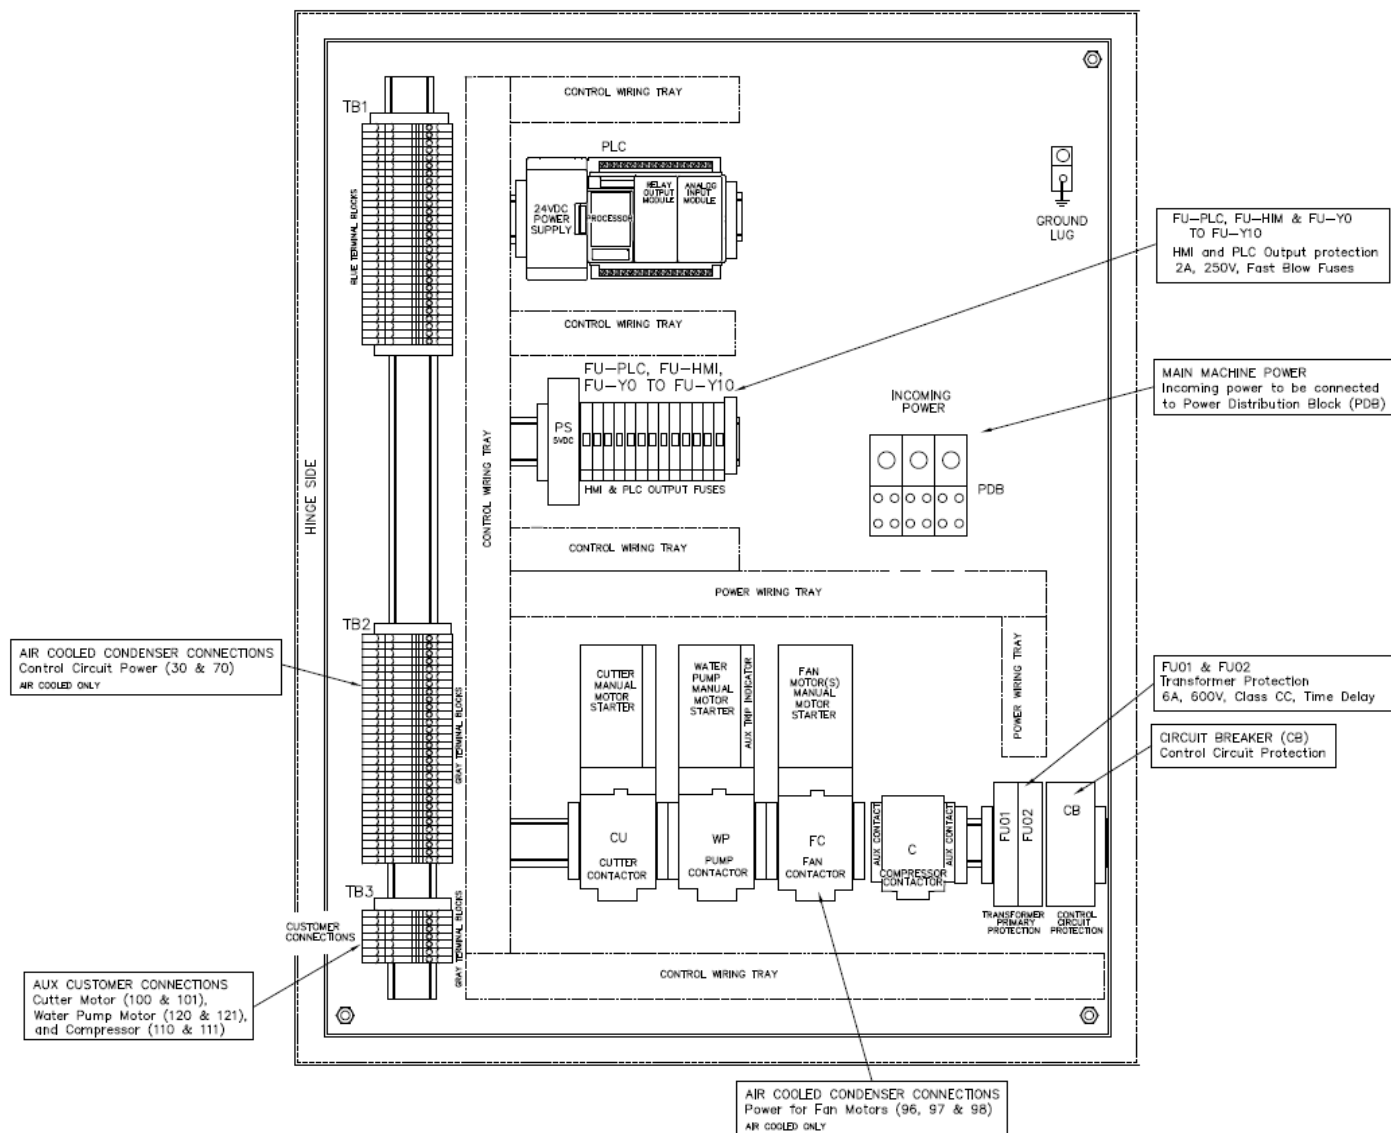 CONTROL WIRING TRAY
TB1
BLUE TERMINAL BLOCKS
PLC
24VDC
POWER
SUPPLY
PROCESSOR
RELAY
OUTPUT
MODULE
ANALOG
INPUT
MODULE
GROUND
LUG
FU-PLC, FU-HIM & FU-Y0
TO FU-Y10
HMI and PLC Output protection
2A, 250V, Fast Blow Fuses
CONTROL WIRING TRAY
FU-PLC, FU-HMI,
FU-Y0 TO FU-Y10
PS
5VDC
HMI & PLC OUTPUT FUSES
INCOMING
POWER
PDB
MAIN MACHINE POWER
Incoming power to be connected
to Power Distribution Block (PDB)
HINGE SIDE
CONTROL WIRING TRAY
CONTROL WIRING TRAY
POWER WIRING TRAY
POWER WIRING TRAY
TB2
GRAY TERMINAL BLOCKS
AIR COOLED CONDENSER CONNECTIONS
Control Circuit Power (30 & 70)
AIR COOLED ONLY
CUTTER
MANUAL
MOTOR
STARTER
WATER
PUMP
MANUAL
MOTOR
STARTER
AUX TRIP INDICATOR
FAN
MOTOR(S)
MANUAL
MOTOR
STARTER
FU01 & FU02
Transformer Protection
6A, 600V, Class CC, Time Delay
CIRCUIT BREAKER (CB)
Control Circuit Protection
CU
CUTTER
CONTACTOR
WP
PUMP
CONTACTOR
FC
FAN
CONTACTOR
AUX CONTACT
C
COMPRESSOR
CONTACTOR
AUX CONTACT
FU01
FU02
CB
TRANSFORMER
PRIMARY
PROTECTION
CONTROL
CIRCUIT
PROTECTION
TB3
GRAY TERMINAL BLOCKS
CUSTOMER
CONNECTIONS
CONTROL WIRING TRAY
AUX CUSTOMER CONNECTIONS
Cutter Motor (100 & 101),
Water Pump Motor (120 & 121),
and Compressor (110 & 111)
AIR COOLED CONDENSER CONNECTIONS
Power for Fan Motors (96, 97 & 98)
AIR COOLED ONLY